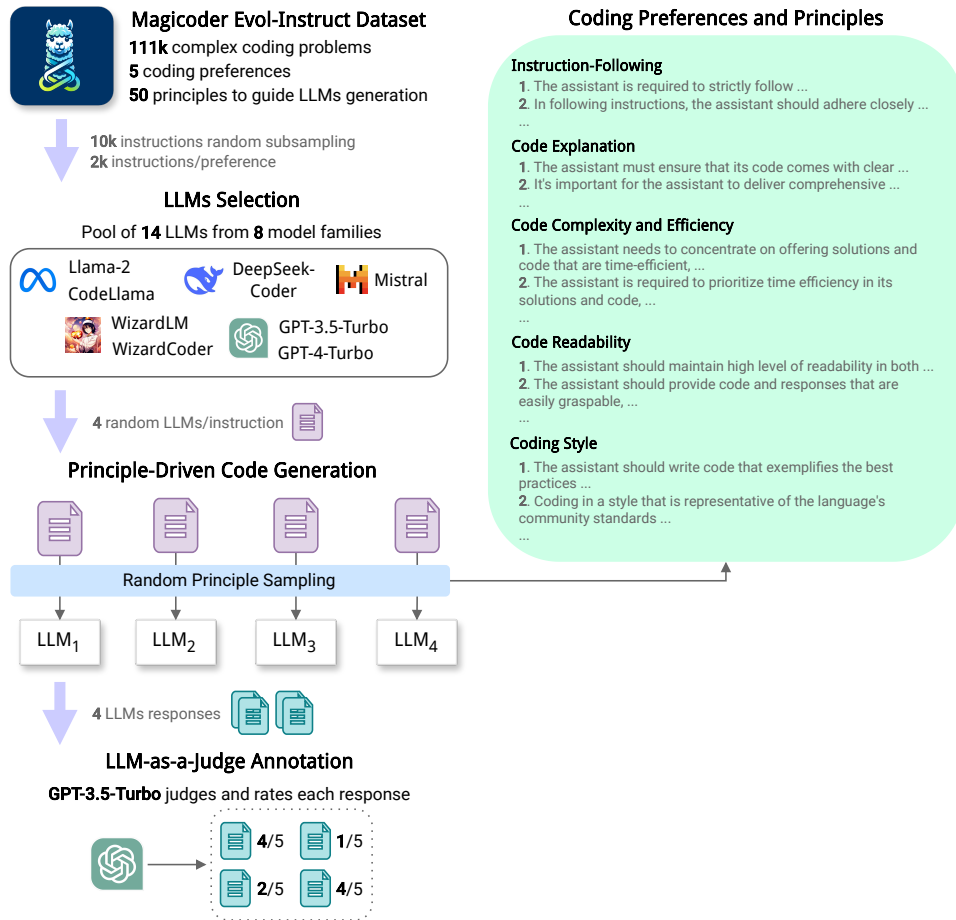 Magicoder Evol-Instruct Dataset
111k complex coding problems
5 coding preferences
50 principles to guide LLMs generation
10k instructions random subsampling
2k instructions/preference
LLMs Selection
Pool of 14 LLMs from 8 model families
Llama-2
CodeLlama
DeepSeek-
Coder
Mistral
WizardLM
WizardCoder
GPT-3.5-Turbo
GPT-4-Turbo
4 random LLMs/instruction
Principle-Driven Code Generation
Random Principle Sampling
LLM1
LLM2
LLM3
LLM4
4 LLMs responses
LLM-as-a-Judge Annotation
GPT-3.5-Turbo judges and rates each response
4/5
1/5
2/5
4/5
Coding Preferences and Principles
Instruction-Following
1. The assistant is required to strictly follow ...
2. In following instructions, the assistant should adhere closely ...
...
Code Explanation
1. The assistant must ensure that its code comes with clear ...
2. It's important for the assistant to deliver comprehensive ...
...
Code Complexity and Efficiency
1. The assistant needs to concentrate on offering solutions and
code that are time-efficient, ...
2. The assistant is required to prioritize time efficiency in its
solutions and code, ...
...
Code Readability
1. The assistant should maintain high level of readability in both ...
2. The assistant should provide code and responses that are
easily graspable, ...
...
Coding Style
1. The assistant should write code that exemplifies the best
practices ...
2. Coding in a style that is representative of the language's
community standards ...
...